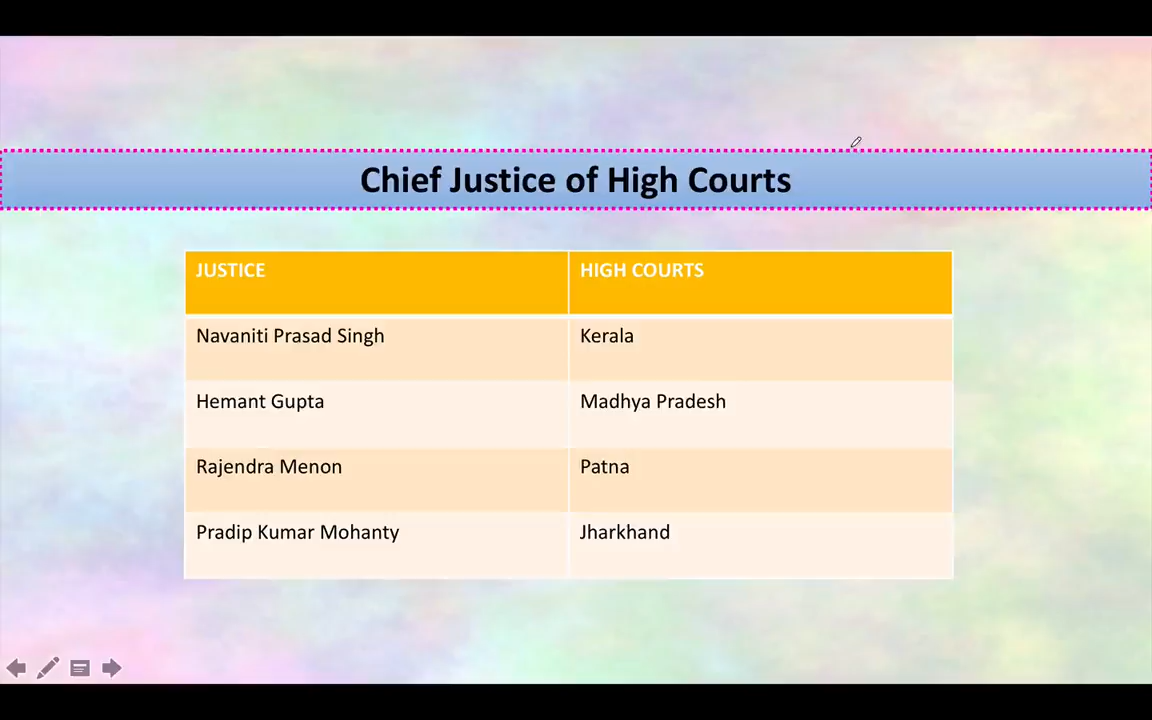 Chief Justice of High Courts
JUSTICE HIGH COURTS
Navaniti Prasad Singh Kerala
Hemant Gupta Madhya Pradesh
Rajendra Menon Patna
Pradip Kumar Mohanty Jharkhand